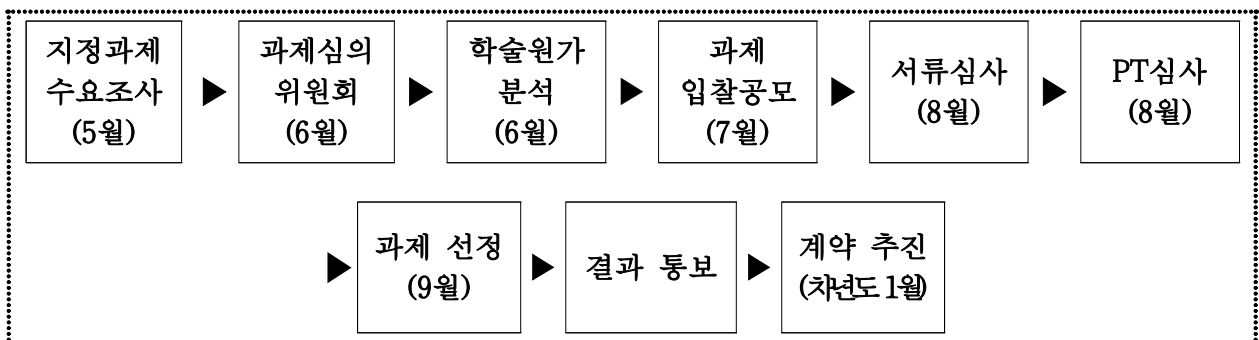 지정과제
수요조사
(5월)
▶
과제심의
위원회
(6월)
▶
학술원가
분석
(6월)
▶
과제
입찰공모
(7월)
▶
서류심사
(8월)
▶
PT심사
(8월)
▶
과제 선정
(9월)
▶
결과 통보
▶
계약 추진
(차년도 1월)